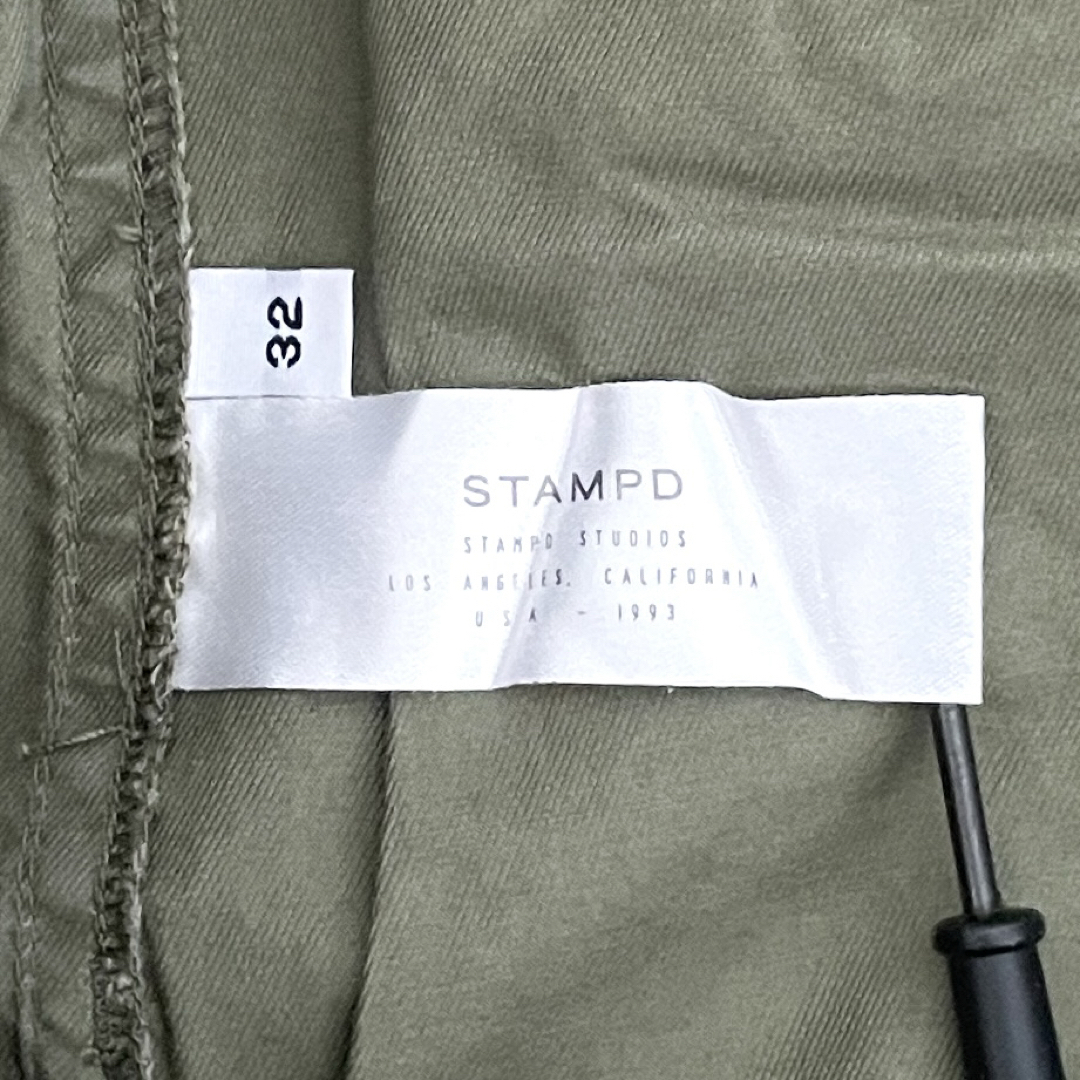 32
STAMPD
STAMPD STUDIOS
LOS ANGELES, CALIFORNIA
USA - 1993